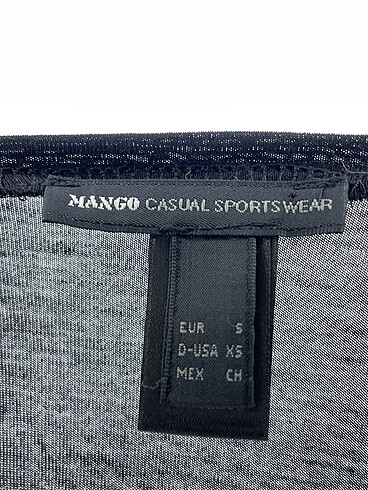 MANGO CASUAL SPORTSWEAR
EUR S
D-USA XS
MEX CH